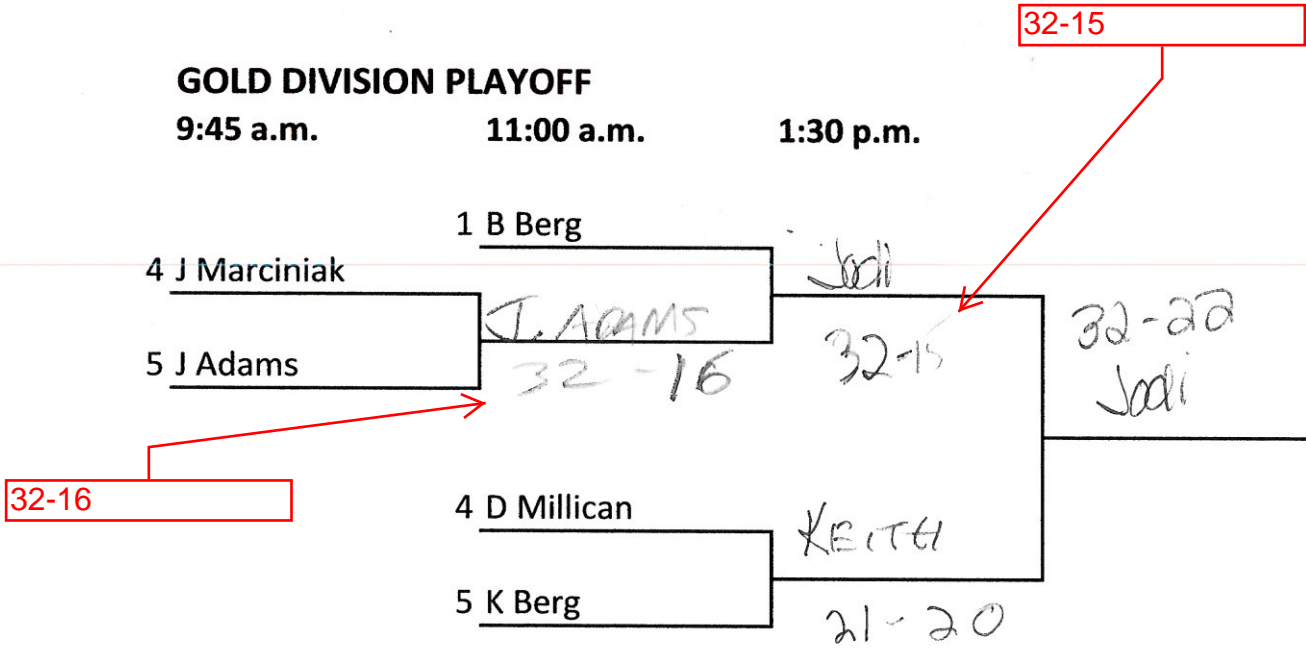 32-15
GOLD DIVISION PLAYOFF
9:45 a.m. 11:00 a.m. 1:30 p.m.
1 B Berg
Jodi
4 J Marciniak
J. ADAMS
32-22
32-15
5 J Adams
32-16
Jodi
32-16
4 D Millican
KEITH
5 K Berg
21-20